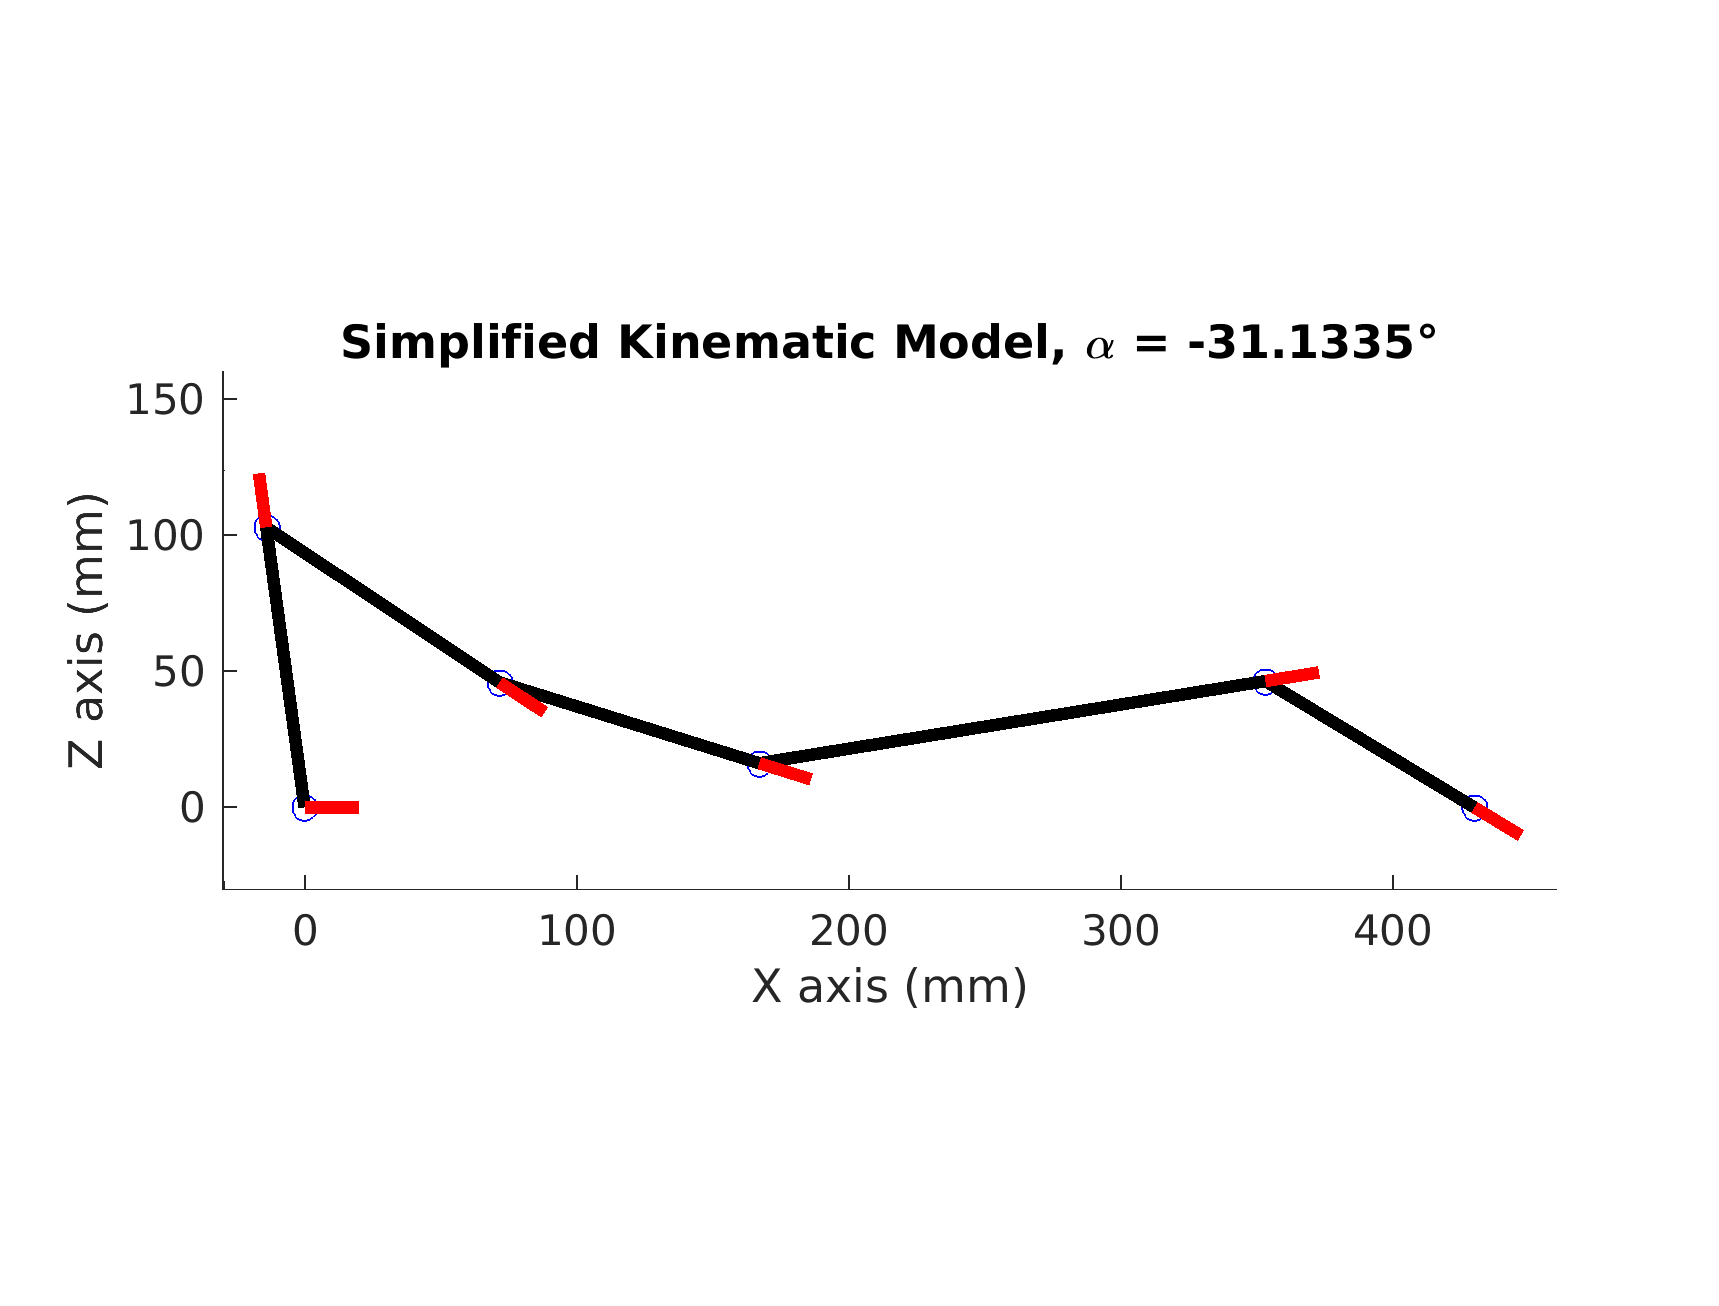 Simplified Kinematic Model, α = -31.1335°
150
100
50
0
Z axis (mm)
0 100 200 300 400
X axis (mm)